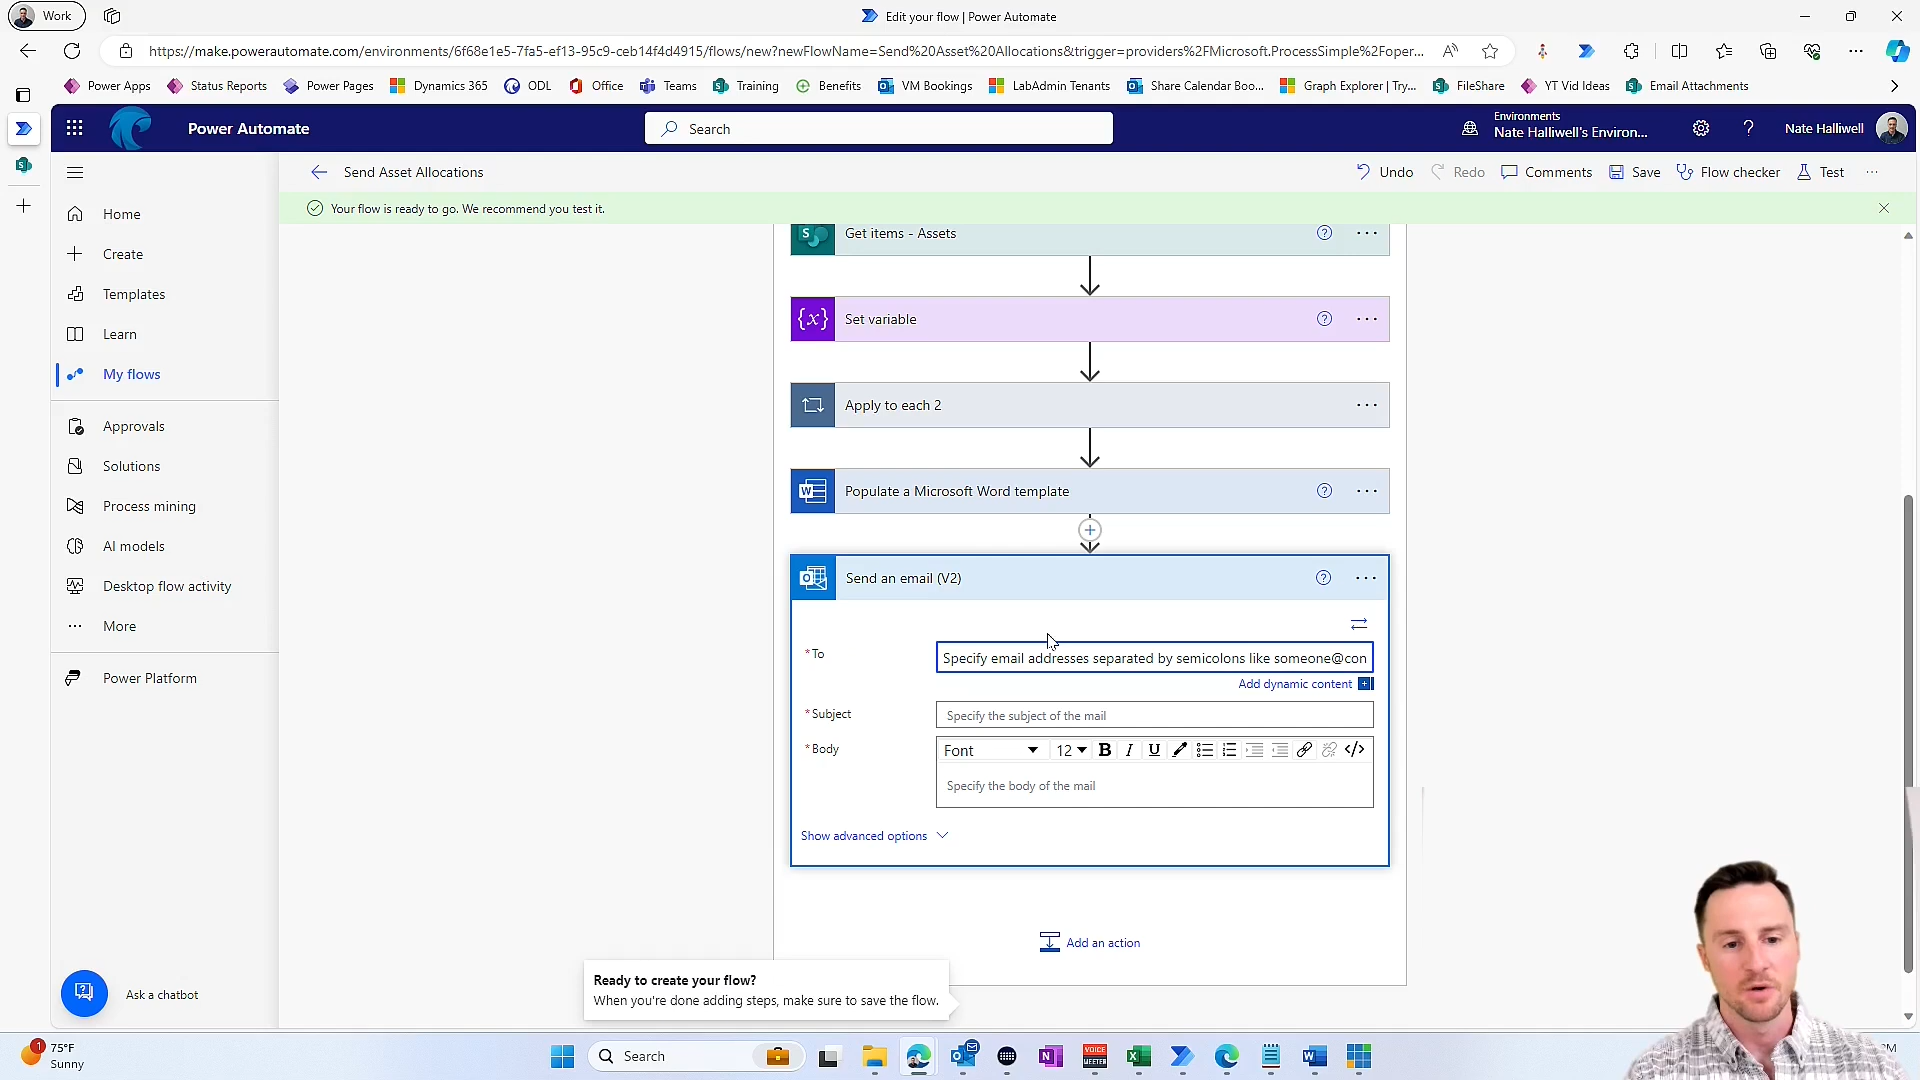 Work
Edit your flow | Power Automate
https://make.powerautomate.com/environments/6f68e1e5-7fa5-ef13-95c9-ceb14f4d4915/flows/new?newFlowName=Send%20Asset%20Allocations&trigger=providers%2FMicrosoft.ProcessSimple%2Foper...
Power Apps
Status Reports
Power Pages
Dynamics 365
ODL
Office
Teams
Training
Benefits
VM Bookings
LabAdmin Tenants
Share Calendar Boo...
Graph Explorer | Try...
FileShare
YT Vid Ideas
Email Attachments
Power Automate
Search
Environments
Nate Halliwell's Environ...
Nate Halliwell
Send Asset Allocations
Undo
Redo
Comments
Save
Flow checker
Test
Your flow is ready to go. We recommend you test it.
Home
Create
Templates
Learn
My flows
Approvals
Solutions
Process mining
AI models
Desktop flow activity
More
Power Platform
Ask a chatbot
Get items - Assets
{x} Set variable
Apply to each 2
Populate a Microsoft Word template
Send an email (V2)
* To
Specify email addresses separated by semicolons like someone@con
Add dynamic content
* Subject
Specify the subject of the mail
* Body
Font
12
B
I
U
</>
Specify the body of the mail
Show advanced options
Add an action
Ready to create your flow?
When you're done adding steps, make sure to save the flow.
1
75°F
Sunny
Search
VOICE
MEETER